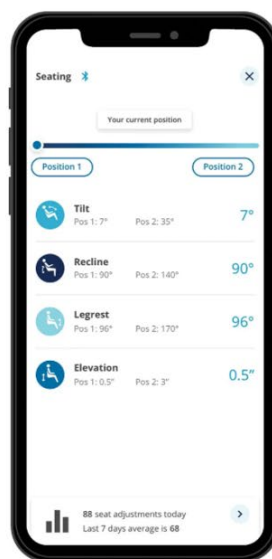 Seating
Your current position
Position 1 Position 2
Tilt
Pos 1: 7° Pos 2: 35° 7°
Recline
Pos 1: 90° Pos 2: 140° 90°
Legrest
Pos 1: 96° Pos 2: 170° 96°
Elevation
Pos 1: 0.5” Pos 2: 3” 0.5”
88 seat adjustments today
Last 7 days average is 68